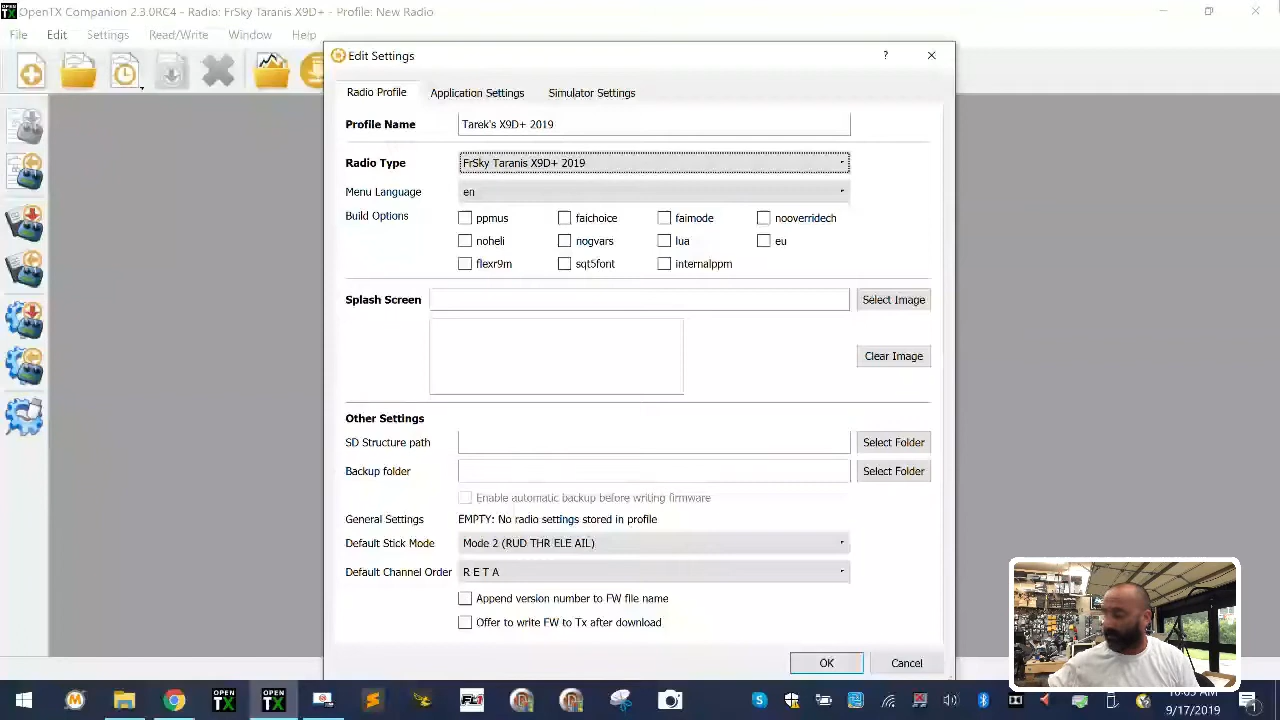 OPEN TX
OpenTX Companion 2.3.0RC4 - Radio: FrSky Taranis X9D+ - Profile: New Radio
File Edit Settings Read/Write Window Help
Edit Settings ?
Radio Profile Application Settings Simulator Settings
Profile Name Tarek's X9D+ 2019
Radio Type FrSky Taranis X9D+ 2019
Menu Language en
Build Options ppmus faichoice faimode nooverridech
noheli nogvars lua eu
flexr9m sqt5font internalppm
Splash Screen Select Image
Clear Image
Other Settings
SD Structure path Select Folder
Backup folder Select Folder
Enable automatic backup before writing firmware
General Settings EMPTY: No radio settings stored in profile
Default Stick Mode Mode 2 (RUD THR ELE AIL)
Default Channel Order R E T A
Append version number to FW file name
Offer to write FW to Tx after download
OK Cancel
OPEN TX OPEN TX
9/17/2019